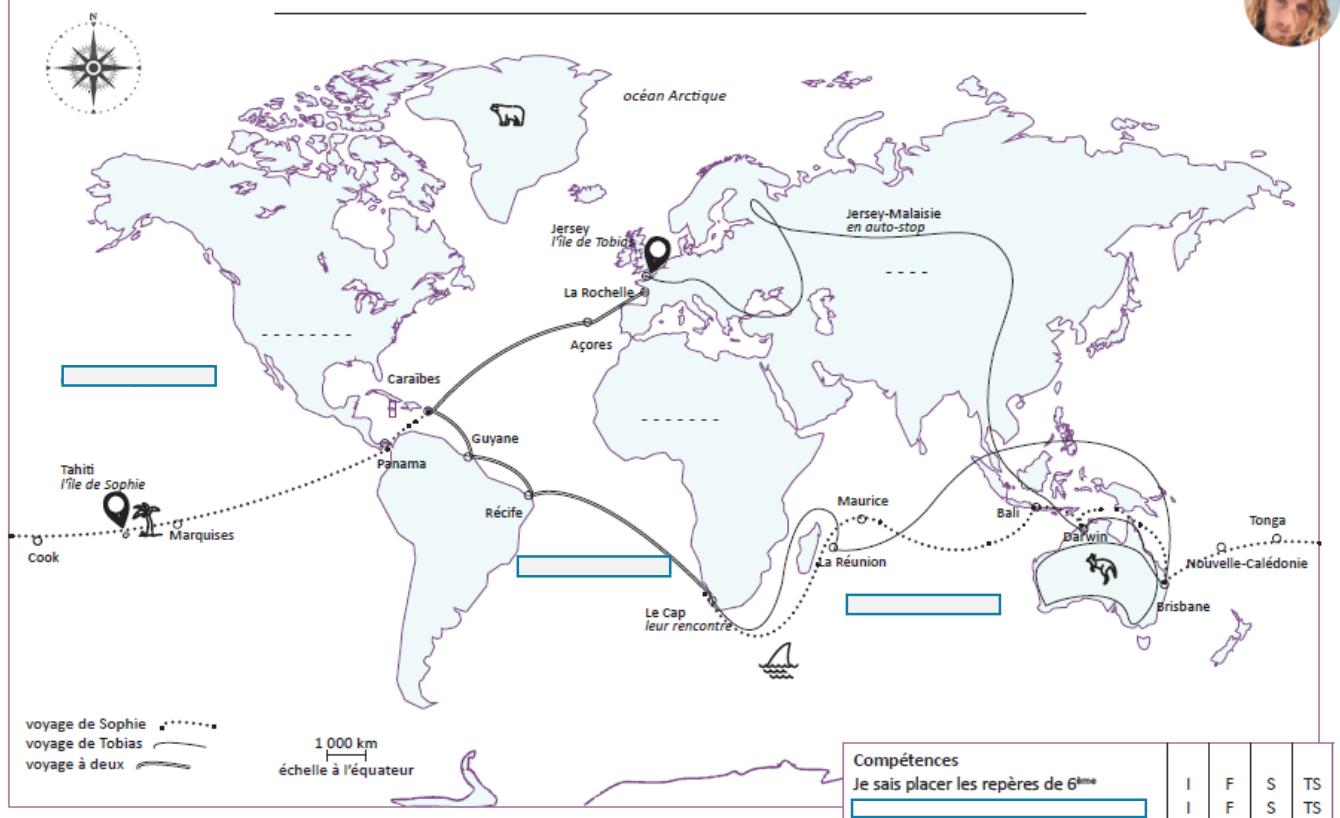 N
océan Arctique
Jersey
l'île de Tobias
Jersey-Malaisie
en auto-stop
- - - -
La Rochelle
- - - - - - - -
Açores
Caraïbes
- - - - - - -
Guyane
Panama
Tahiti
l'île de Sophie
Récife
Maurice
Bali
Marquises
Darwin
Tonga
Cook
La Réunion
Nouvelle-Calédonie
Le Cap
leur rencontre
Brisbane
voyage de Sophie
voyage de Tobias
voyage à deux
1 000 km
échelle à l'équateur
Compétences
Je sais placer les repères de 6ème I F S TS
I F S TS